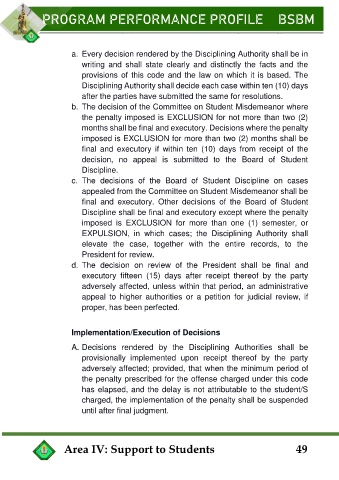 PROGRAM PERFORMANCE PROFILE BSBM
a. Every decision rendered by the Disciplining Authority shall be in
writing and shall state clearly and distinctly the facts and the
provisions of this code and the law on which it is based. The
Disciplining Authority shall decide each case within ten (10) days
after the parties have submitted the same for resolutions.
b. The decision of the Committee on Student Misdemeanor where
the penalty imposed is EXCLUSION for not more than two (2)
months shall be final and executory. Decisions where the penalty
imposed is EXCLUSION for more than two (2) months shall be
final and executory if within ten (10) days from receipt of the
decision, no appeal is submitted to the Board of Student
Discipline.
c. The decisions of the Board of Student Discipline on cases
appealed from the Committee on Student Misdemeanor shall be
final and executory. Other decisions of the Board of Student
Discipline shall be final and executory except where the penalty
imposed is EXCLUSION for more than one (1) semester, or
EXPULSION, in which cases; the Disciplining Authority shall
elevate the case, together with the entire records, to the
President for review.
d. The decision on review of the President shall be final and
executory fifteen (15) days after receipt thereof by the party
adversely affected, unless within that period, an administrative
appeal to higher authorities or a petition for judicial review, if
proper, has been perfected.
Implementation/Execution of Decisions
A. Decisions rendered by the Disciplining Authorities shall be
provisionally implemented upon receipt thereof by the party
adversely affected; provided, that when the minimum period of
the penalty prescribed for the offense charged under this code
has elapsed, and the delay is not attributable to the student/S
charged, the implementation of the penalty shall be suspended
until after final judgment.
Area IV: Support to Students 49